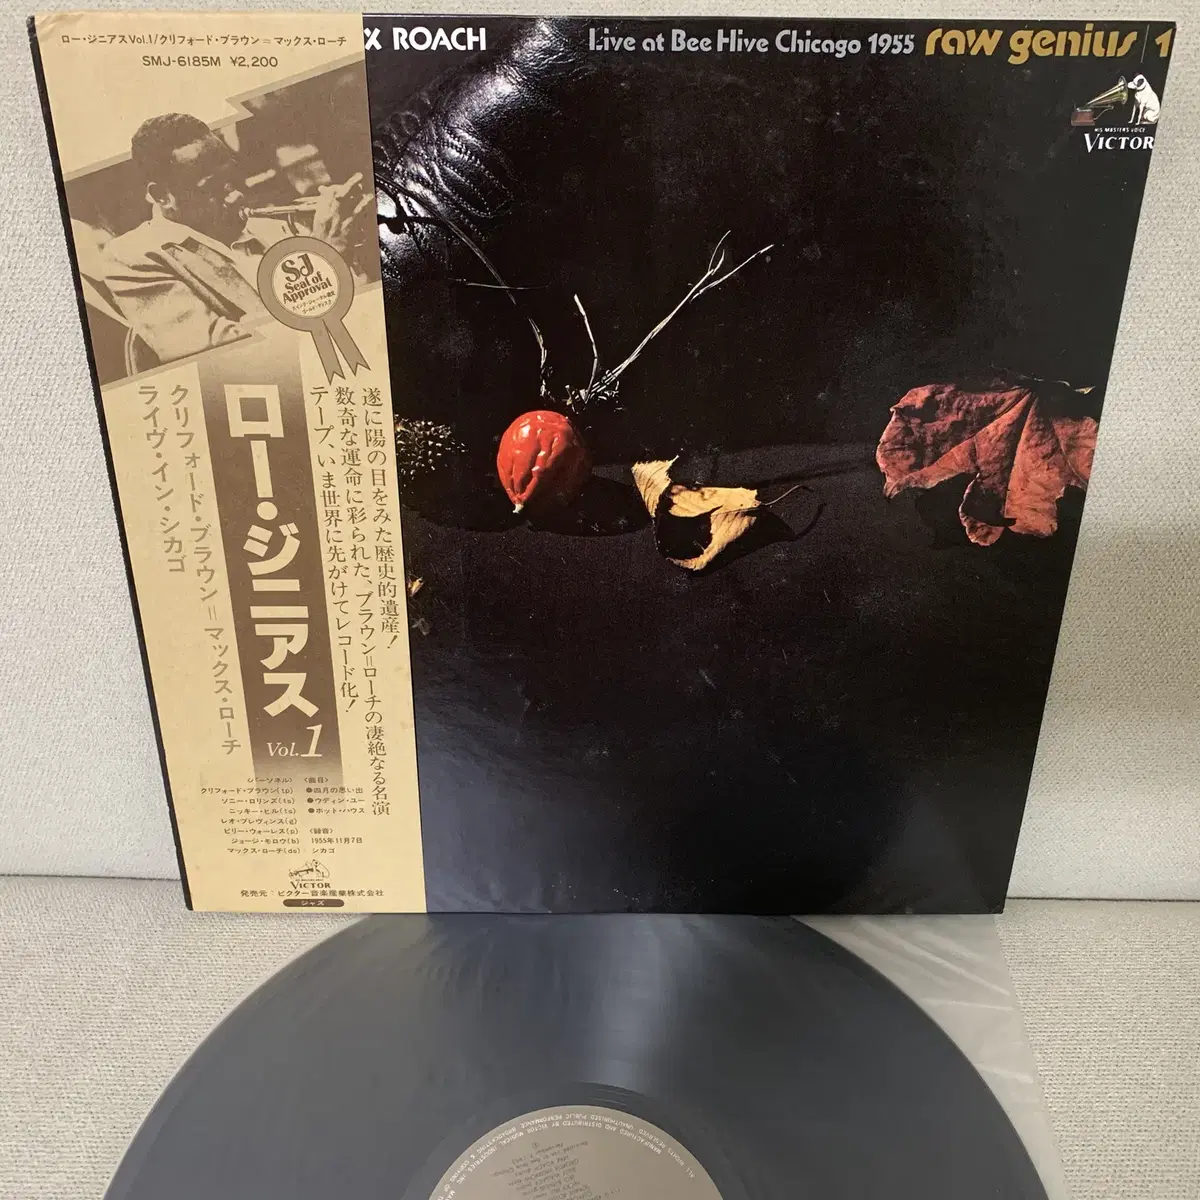 ロー・ジニアスVol.1/クリフォード・ブラウン=マックス・ローチ
SMJ-6185M ¥2,200
X ROACH
Live at Bee Hive Chicago 1955 raw genius | 1
HIS MASTER'S VOICE
VICTOR
SJ
Seal of
Approval
遂に陽の目をみた歴史的遺産!
数奇な運命に彩られた、ブラウン=ローチの凄絶なる名演
テープ、いま世界に先がけてレコード化!
ロー・ジニアス
Vol.1
クリフォード・ブラウン=マックス・ローチ
ライヴ・イン・シカゴ
〈パーソネル〉 〈曲目〉
クリフォード・ブラウン(tp) ●四月の思い出
ソニー・ロリンズ(ts) ●ウディン・ユー
ニッキー・ヒル(ts) ●ホット・ハウス
レオ・ブレヴィンス(g)
ビリー・ウォーレス(p) 〈録音〉
ジョージ・モロウ(b) 1955年11月7日
マックス・ローチ(ds) シカゴ
VICTOR
発売元:ビクター音楽産業株式会社
ジャズ